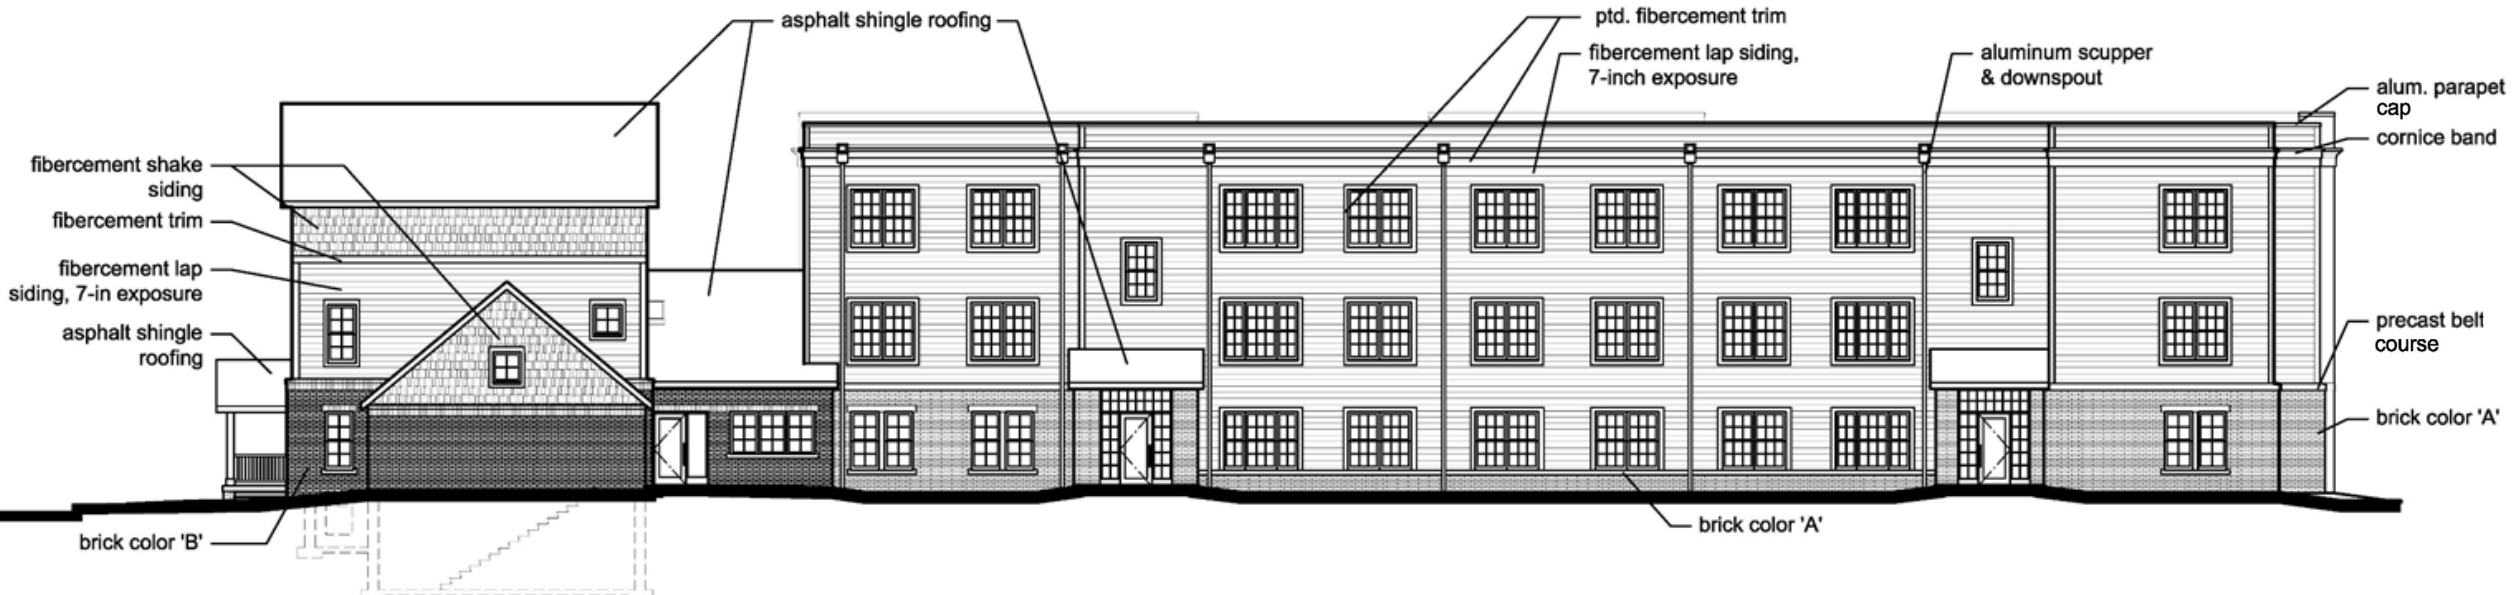 asphalt shingle roofing
ptd. fibercement trim
fibercement lap siding,
7-inch exposure
aluminum scupper
& downspout
alum. parapet
cap
cornice band
fibercement shake
siding
fibercement trim
fibercement lap
siding, 7-in exposure
asphalt shingle
roofing
precast belt
course
brick color 'A'
brick color 'A'
brick color 'B'